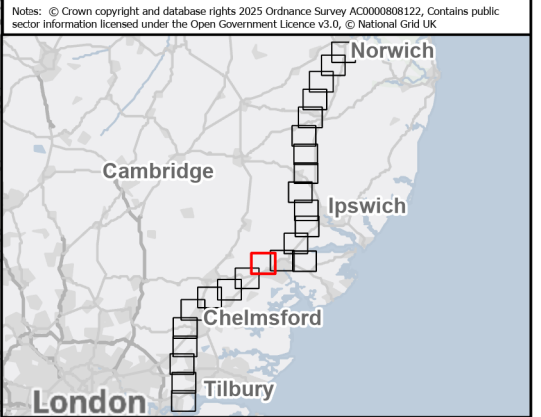 Notes: © Crown copyright and database rights 2025 Ordnance Survey AC0000808122, Contains public
sector information licensed under the Open Government Licence v3.0, © National Grid UK
Norwich
Cambridge
Ipswich
Chelmsford
Tilbury
London